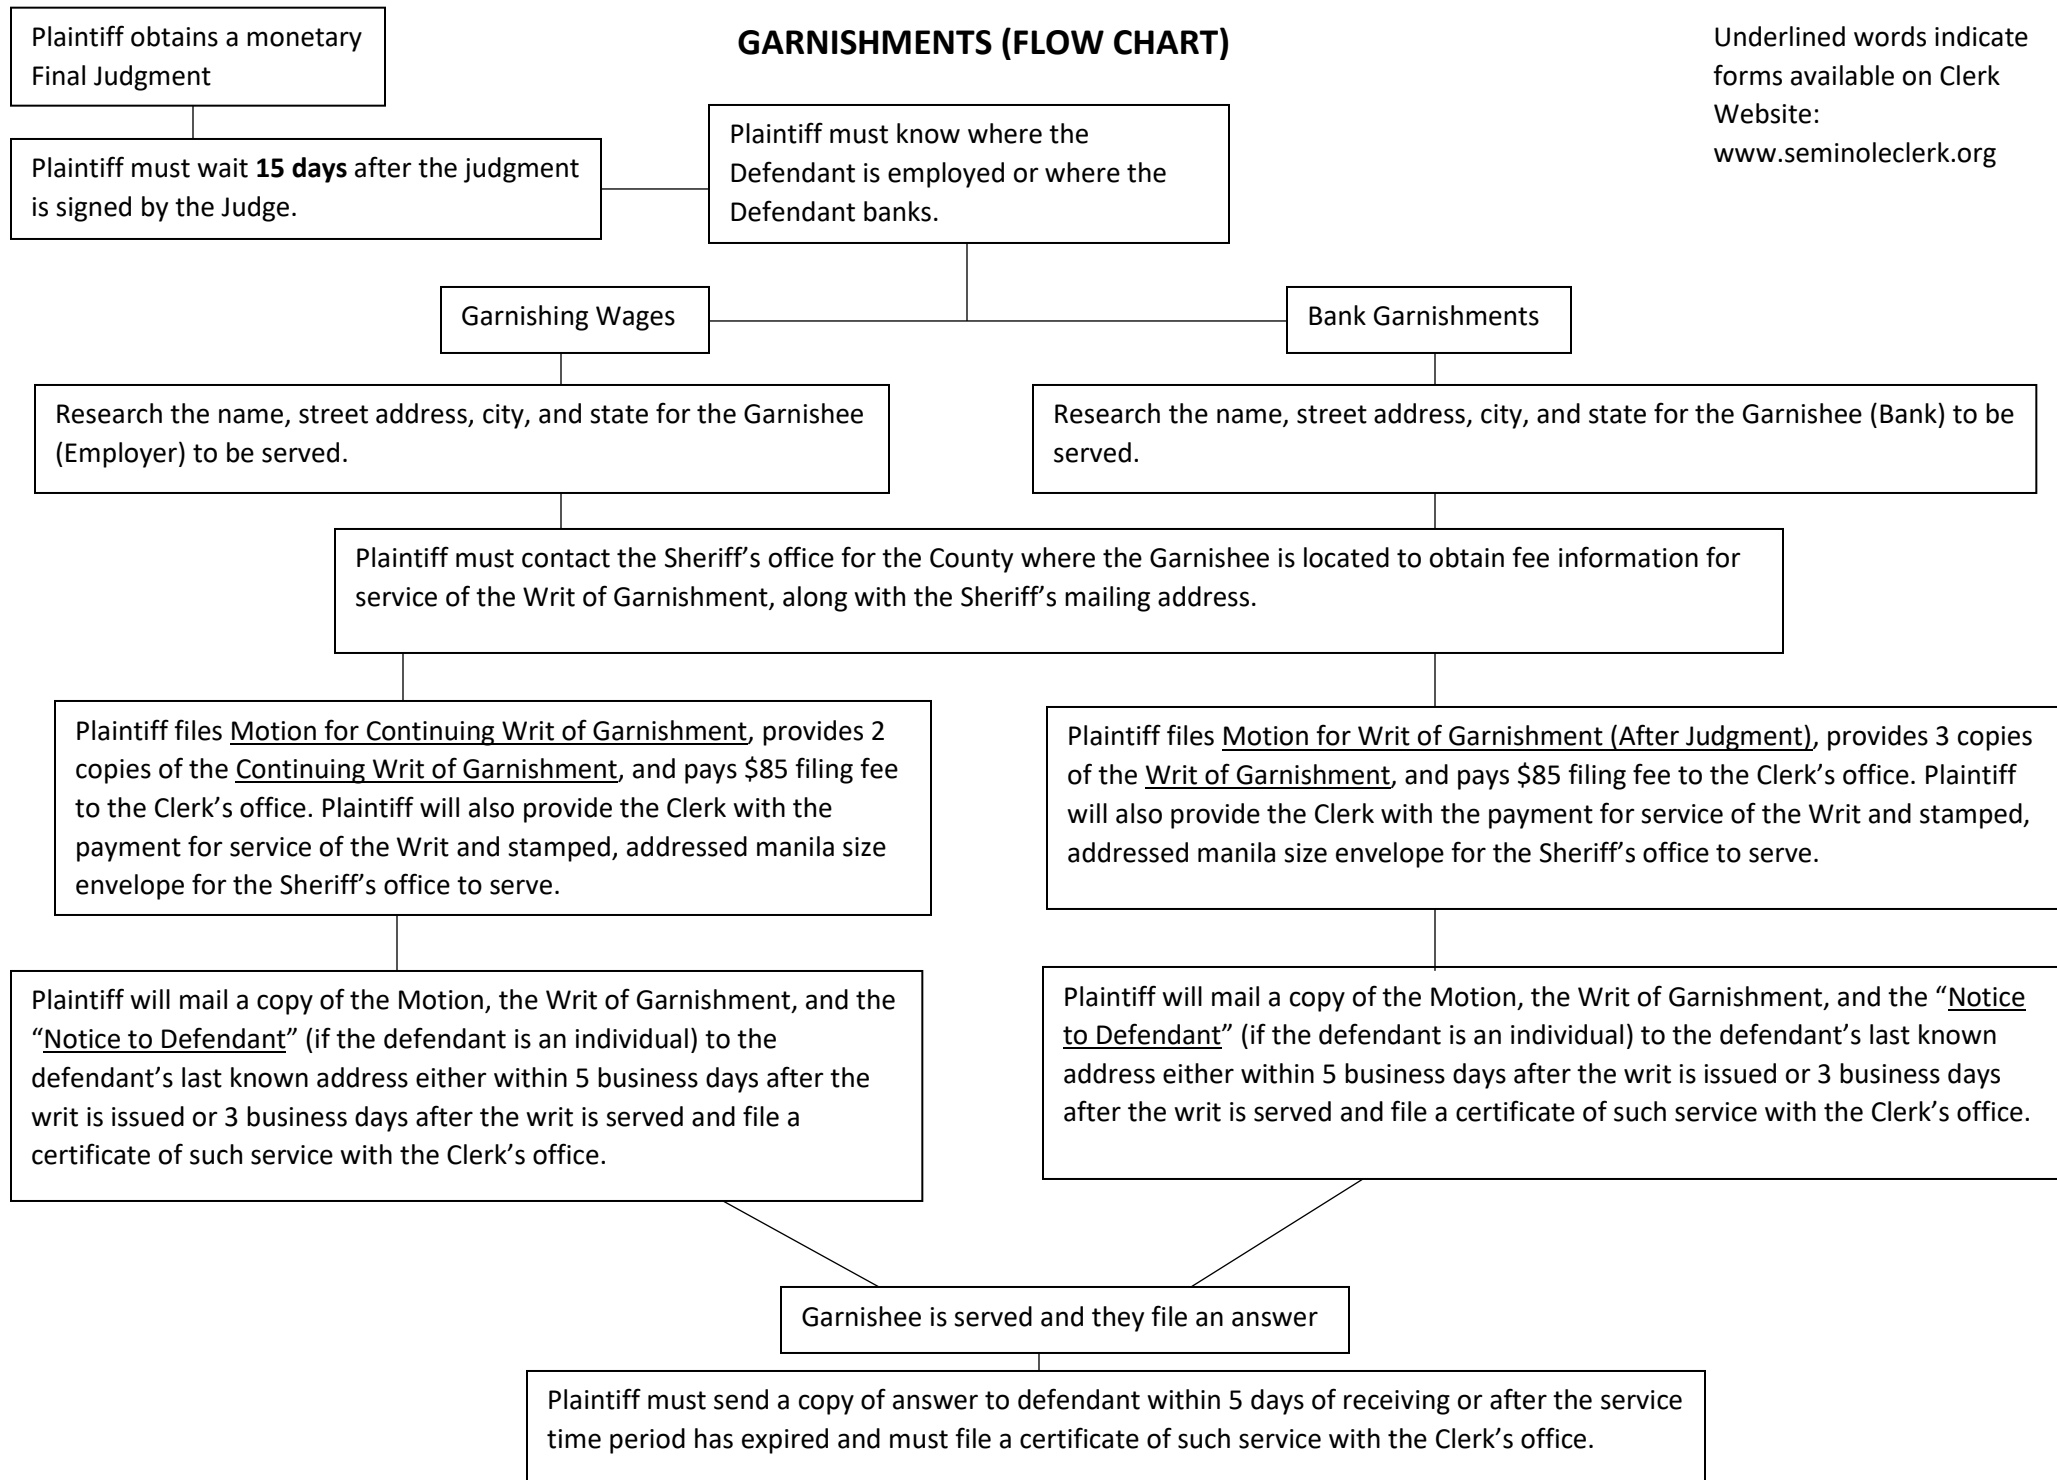 Plaintiff obtains a monetary
Final Judgment
GARNISHMENTS (FLOW CHART)
Underlined words indicate
forms available on Clerk
Website:
www.seminoleclerk.org
Plaintiff must wait 15 days after the judgment
is signed by the Judge.
Plaintiff must know where the
Defendant is employed or where the
Defendant banks.
Garnishing Wages
Bank Garnishments
Research the name, street address, city, and state for the Garnishee
(Employer) to be served.
Research the name, street address, city, and state for the Garnishee (Bank) to be
served.
Plaintiff must contact the Sheriff’s office for the County where the Garnishee is located to obtain fee information for
service of the Writ of Garnishment, along with the Sheriff’s mailing address.
Plaintiff files Motion for Continuing Writ of Garnishment, provides 2
copies of the Continuing Writ of Garnishment, and pays $85 filing fee
to the Clerk’s office. Plaintiff will also provide the Clerk with the
payment for service of the Writ and stamped, addressed manila size
envelope for the Sheriff’s office to serve.
Plaintiff files Motion for Writ of Garnishment (After Judgment), provides 3 copies
of the Writ of Garnishment, and pays $85 filing fee to the Clerk’s office. Plaintiff
will also provide the Clerk with the payment for service of the Writ and stamped,
addressed manila size envelope for the Sheriff’s office to serve.
Plaintiff will mail a copy of the Motion, the Writ of Garnishment, and the
“Notice to Defendant” (if the defendant is an individual) to the
defendant’s last known address either within 5 business days after the
writ is issued or 3 business days after the writ is served and file a
certificate of such service with the Clerk’s office.
Plaintiff will mail a copy of the Motion, the Writ of Garnishment, and the “Notice
to Defendant” (if the defendant is an individual) to the defendant’s last known
address either within 5 business days after the writ is issued or 3 business days
after the writ is served and file a certificate of such service with the Clerk’s office.
Garnishee is served and they file an answer
Plaintiff must send a copy of answer to defendant within 5 days of receiving or after the service
time period has expired and must file a certificate of such service with the Clerk’s office.